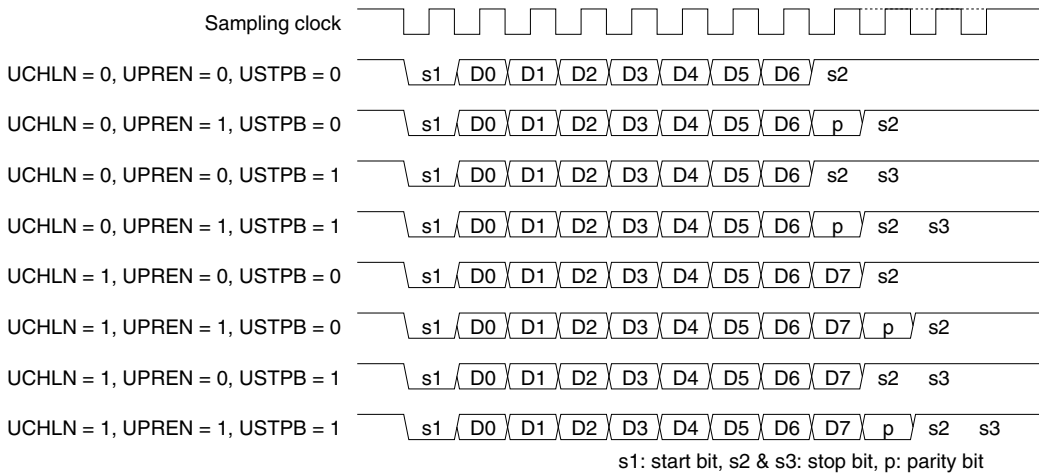 Sampling clock
UCHLN = 0, UPREN = 0, USTPB = 0 s1 D0 D1 D2 D3 D4 D5 D6 s2
UCHLN = 0, UPREN = 1, USTPB = 0 s1 D0 D1 D2 D3 D4 D5 D6 p s2
UCHLN = 0, UPREN = 0, USTPB = 1 s1 D0 D1 D2 D3 D4 D5 D6 s2 s3
UCHLN = 0, UPREN = 1, USTPB = 1 s1 D0 D1 D2 D3 D4 D5 D6 p s2 s3
UCHLN = 1, UPREN = 0, USTPB = 0 s1 D0 D1 D2 D3 D4 D5 D6 D7 s2
UCHLN = 1, UPREN = 1, USTPB = 0 s1 D0 D1 D2 D3 D4 D5 D6 D7 p s2
UCHLN = 1, UPREN = 0, USTPB = 1 s1 D0 D1 D2 D3 D4 D5 D6 D7 s2 s3
UCHLN = 1, UPREN = 1, USTPB = 1 s1 D0 D1 D2 D3 D4 D5 D6 D7 p s2 s3
s1: start bit, s2 & s3: stop bit, p: parity bit